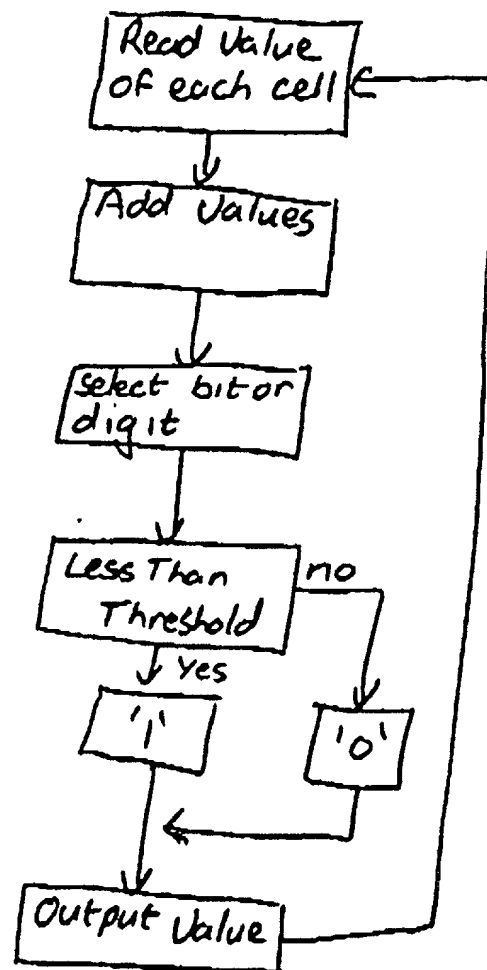 Read Value
of each cell
Add Values
Select bit or
digit
Less Than
Threshold
no
Yes
'1'
'0'
Output Value